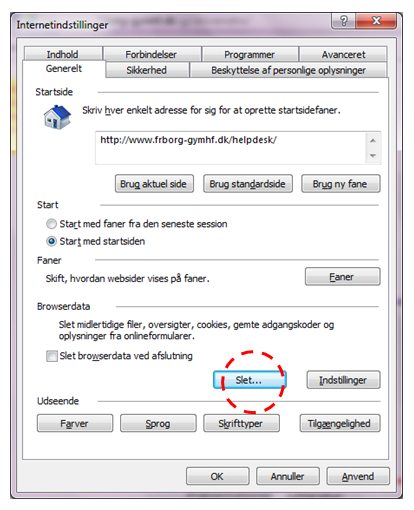 Internetindstillinger
Indhold Forbindelser Programmer Avanceret
Generelt Sikkerhed Beskyttelse af personlige oplysninger
Startside
Skriv hver enkelt adresse for sig for at oprette startsidefaner.
http://www.frborg-gymhf.dk/helpdesk/
Brug aktuel side Brug standardside Brug ny fane
Start
Start med faner fra den seneste session
Start med startsiden
Faner
Skift, hvordan websider vises på faner. Faner
Browserdata
Slet midlertidige filer, oversigter, cookies, gemte adgangskoder og
oplysninger fra onlineformularer.
Slet browserdata ved afslutning
Slet... Indstillinger
Udseende
Farver Sprog Skrifttyper Tilgængelighed
OK Annuller Anvend